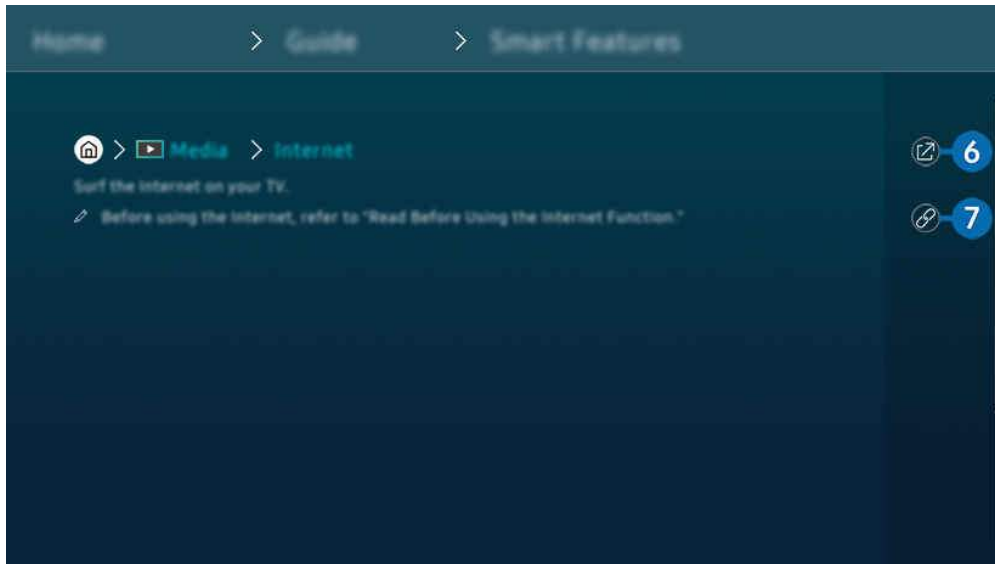 Home > Guide > Smart Features
> Media > Internet
6
Surf the Internet on your TV.
Before using the Internet, refer to "Read Before Using the Internet Function."
7